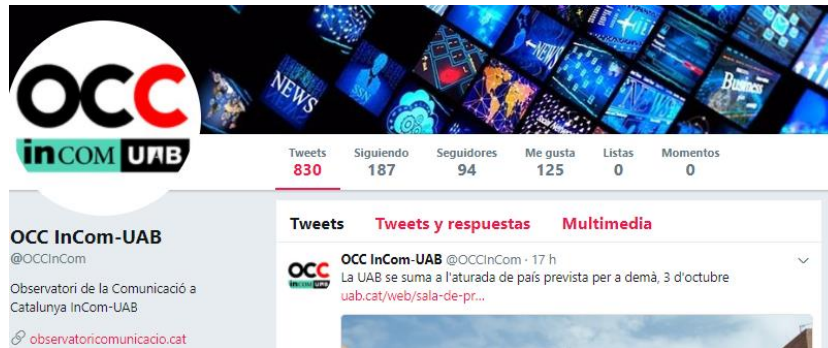 NEWS
NEWS
Business
OCC
inCOM UAB
Tweets Siguiendo Seguidores Me gusta Listas Momentos
830 187 94 125 0 0
Tweets Tweets y respuestas Multimedia
OCC InCom-UAB
@OCCInCom
Observatori de la Comunicació a
Catalunya InCom-UAB
observatoricomunicacio.cat
OCC InCom-UAB @OCCInCom · 17 h
OCC
inCOM UAB
La UAB se suma a l'aturada de país prevista per a demà, 3 d'octubre
uab.cat/web/sala-de-pr...